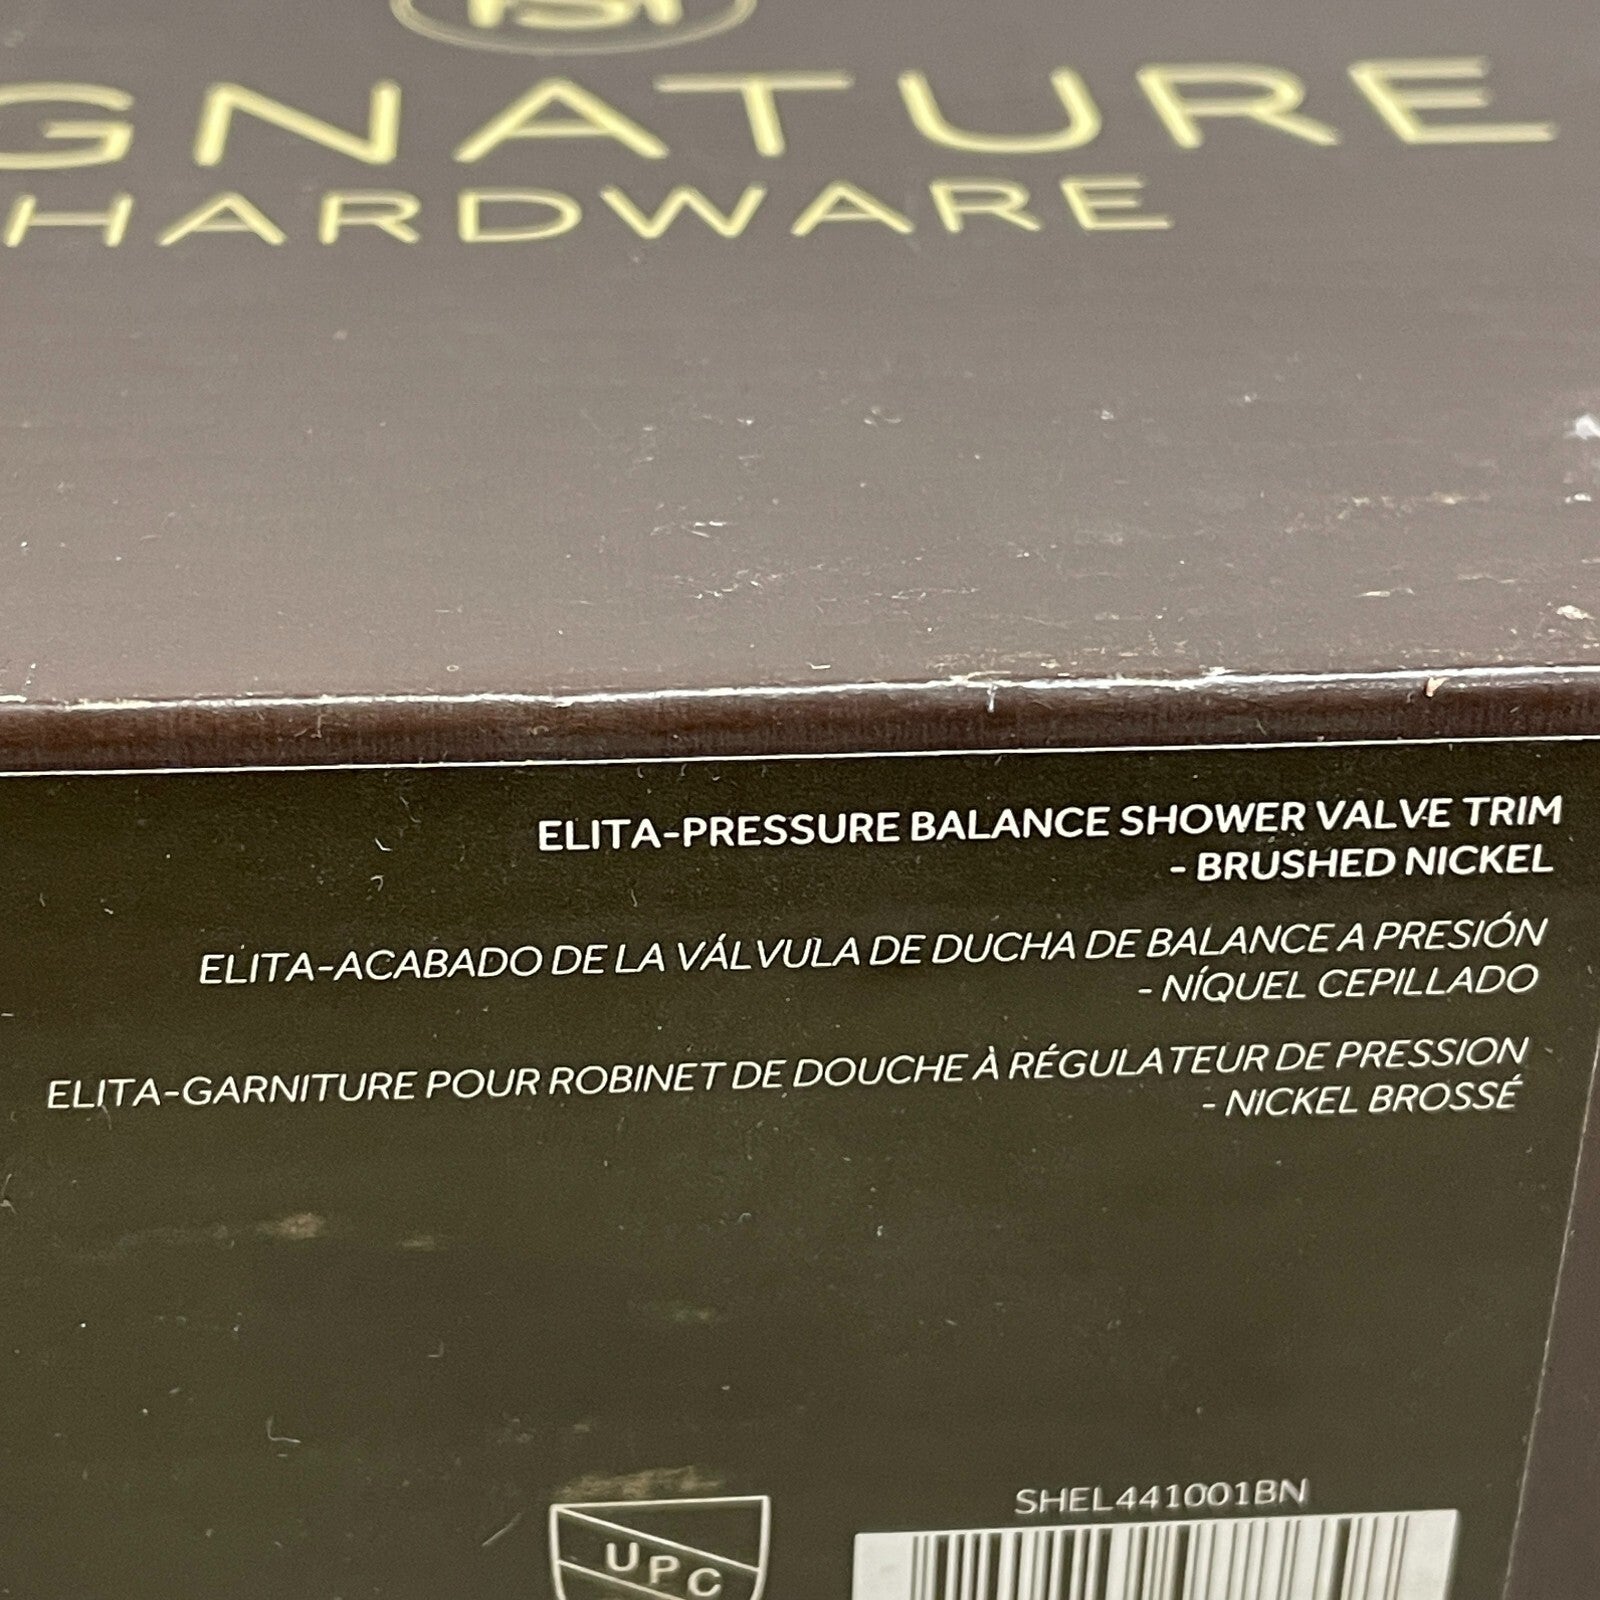 GNATURE
HARDWARE
ELITA-PRESSURE BALANCE SHOWER VALVE TRIM
- BRUSHED NICKEL
ELITA-ACABADO DE LA VÁLVULA DE DUCHA DE BALANCE A PRESIÓN
- NÍQUEL CEPILLADO
ELITA-GARNITURE POUR ROBINET DE DOUCHE À RÉGULATEUR DE PRESSION
- NICKEL BROSSÉ
SHEL441001BN
UPC